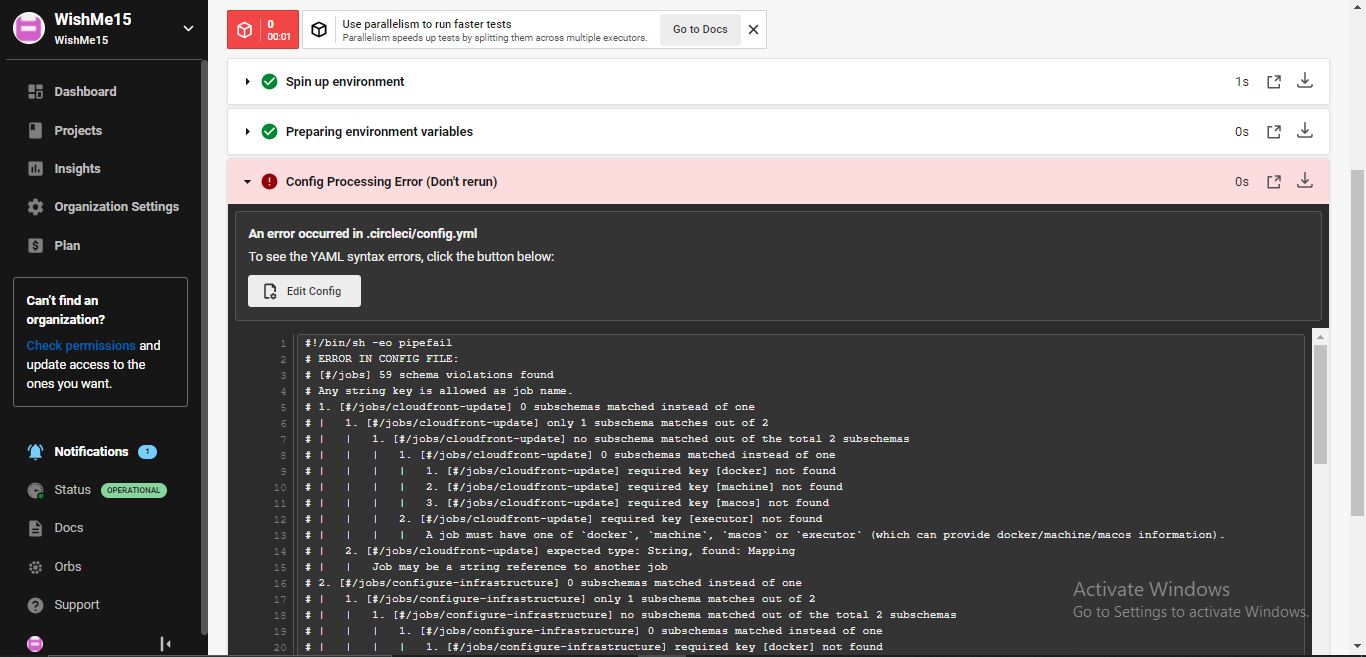 WishMe15
WishMe15
Dashboard
Projects
Insights
Organization Settings
Plan
Can't find an
organization?
Check permissions and
update access to the
ones you want.
Notifications 1
Status OPERATIONAL
Docs
Orbs
Support
0
00:01
Use parallelism to run faster tests
Parallelism speeds up tests by splitting them across multiple executors.
Go to Docs
Spin up environment 1s
Preparing environment variables 0s
Config Processing Error (Don't rerun) 0s
An error occurred in .circleci/config.yml
To see the YAML syntax errors, click the button below:
Edit Config
1 #!/bin/sh -eo pipefail
2 # ERROR IN CONFIG FILE:
3 # [#/jobs] 59 schema violations found
4 # Any string key is allowed as job name.
5 # 1. [#/jobs/cloudfront-update] 0 subschemas matched instead of one
6 # | 1. [#/jobs/cloudfront-update] only 1 subschema matches out of 2
7 # | | 1. [#/jobs/cloudfront-update] no subschema matched out of the total 2 subschemas
8 # | | | 1. [#/jobs/cloudfront-update] 0 subschemas matched instead of one
9 # | | | | 1. [#/jobs/cloudfront-update] required key [docker] not found
10 # | | | | 2. [#/jobs/cloudfront-update] required key [machine] not found
11 # | | | | 3. [#/jobs/cloudfront-update] required key [macos] not found
12 # | | | 2. [#/jobs/cloudfront-update] required key [executor] not found
13 # | | | | A job must have one of `docker`, `machine`, `macos` or `executor` (which can provide docker/machine/macos information).
14 # | 2. [#/jobs/cloudfront-update] expected type: String, found: Mapping
15 # | | Job may be a string reference to another job
16 # 2. [#/jobs/configure-infrastructure] 0 subschemas matched instead of one
17 # | 1. [#/jobs/configure-infrastructure] only 1 subschema matches out of 2
18 # | | 1. [#/jobs/configure-infrastructure] no subschema matched out of the total 2 subschemas
19 # | | | 1. [#/jobs/configure-infrastructure] 0 subschemas matched instead of one
20 # | | | | 1. [#/jobs/configure-infrastructure] required key [docker] not found
Activate Windows
Go to Settings to activate Windows.